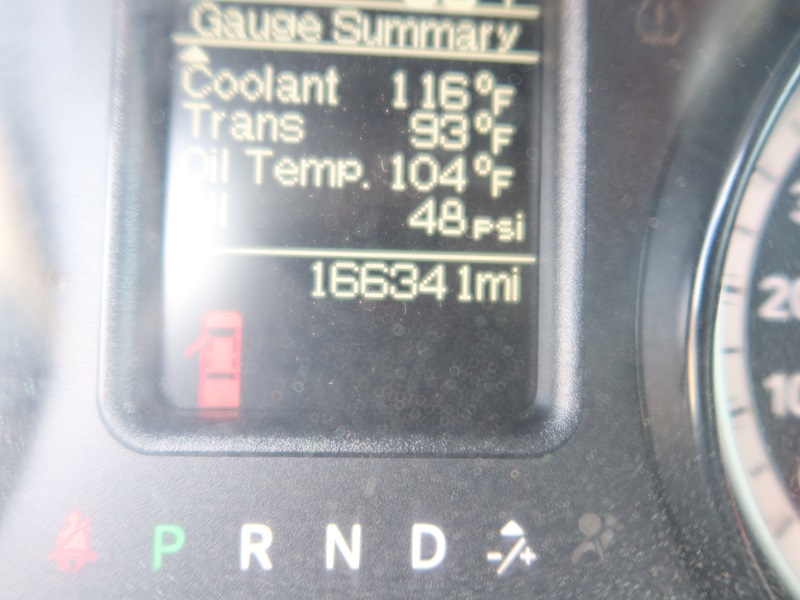 Gauge Summary
Coolant 116°F
Trans 93°F
Oil Temp. 104°F
48 PSI
166341mi
P R N D -/+